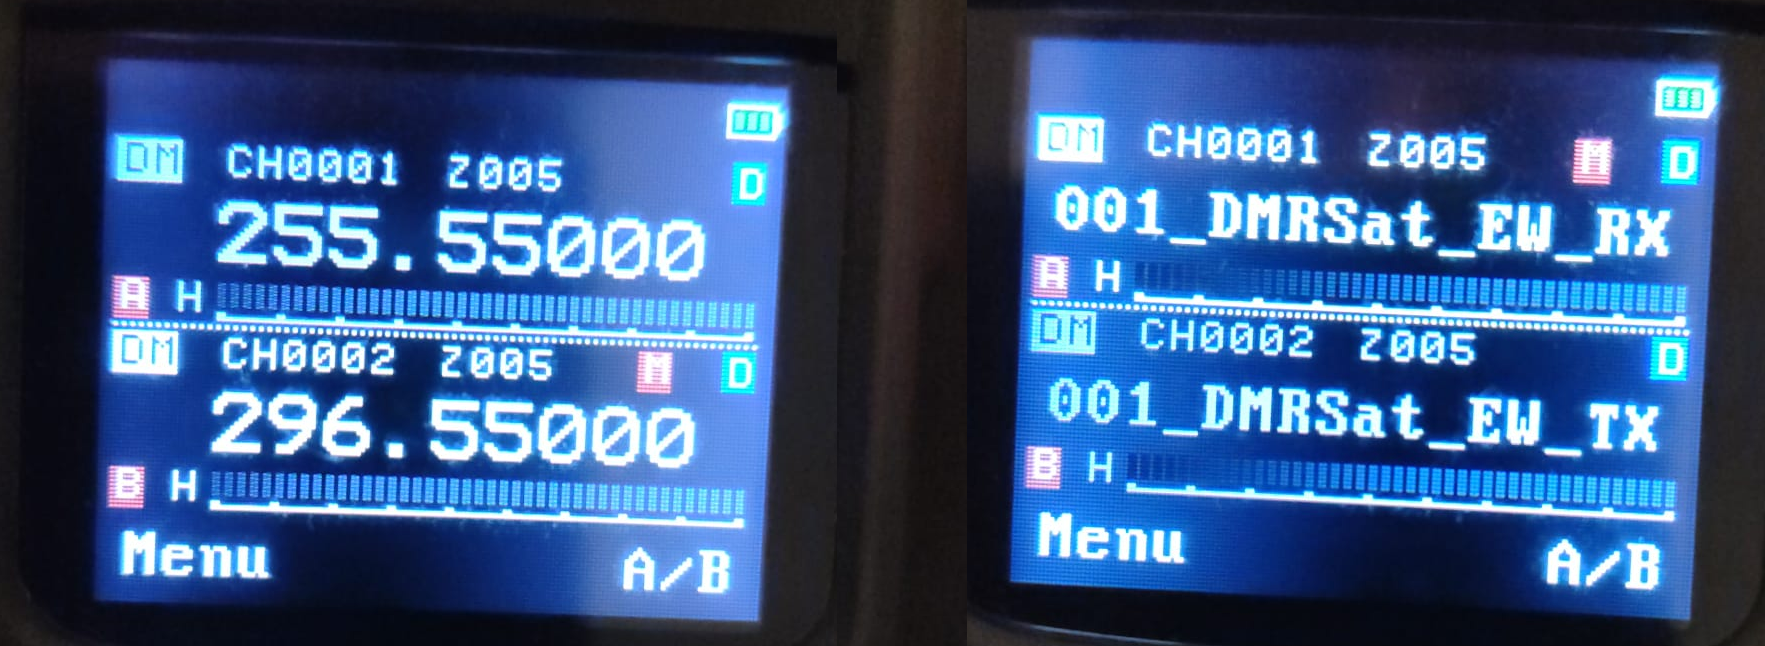 DM CH0001 Z005 D
255.55000
A H
DM CH0002 Z005 M D
296.55000
B H
Menu A/B
DM CH0001 Z005 M D
001_DMRSat_EW_RX
A H
DM CH0002 Z005 D
001_DMRSat_EW_TX
B H
Menu A/B